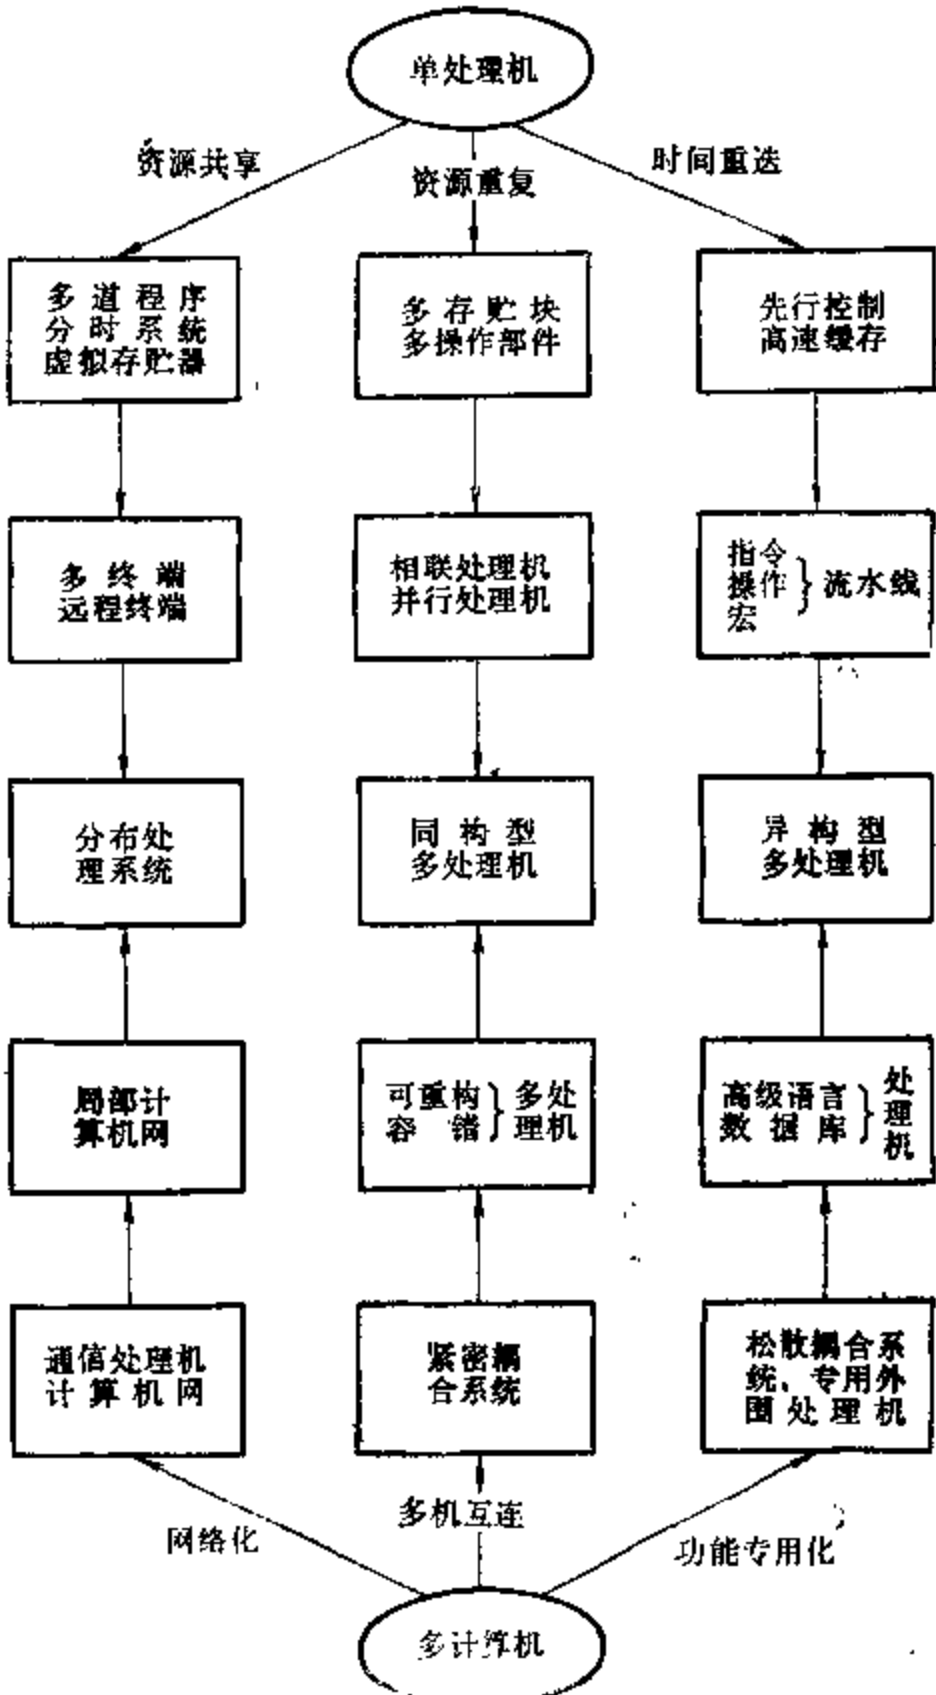 单处理机
资源共享
资源重复
时间重迭
多道程序
分时系统
虚拟存贮器
多存贮块
多操作部件
先行控制
高速缓存
多终端
远程终端
相联处理机
并行处理机
指令
操作
宏
流水线
分布处
理系统
同构型
多处理机
异构型
多处理机
局部计
算机网
可重构
容错
多处
理机
高级语言
数据库
处
理
机
通信处理机
计算机网
紧密耦
合系统
松散耦合系
统、专用外
围处理机
网络化
多机互连
功能专用化
多计算机